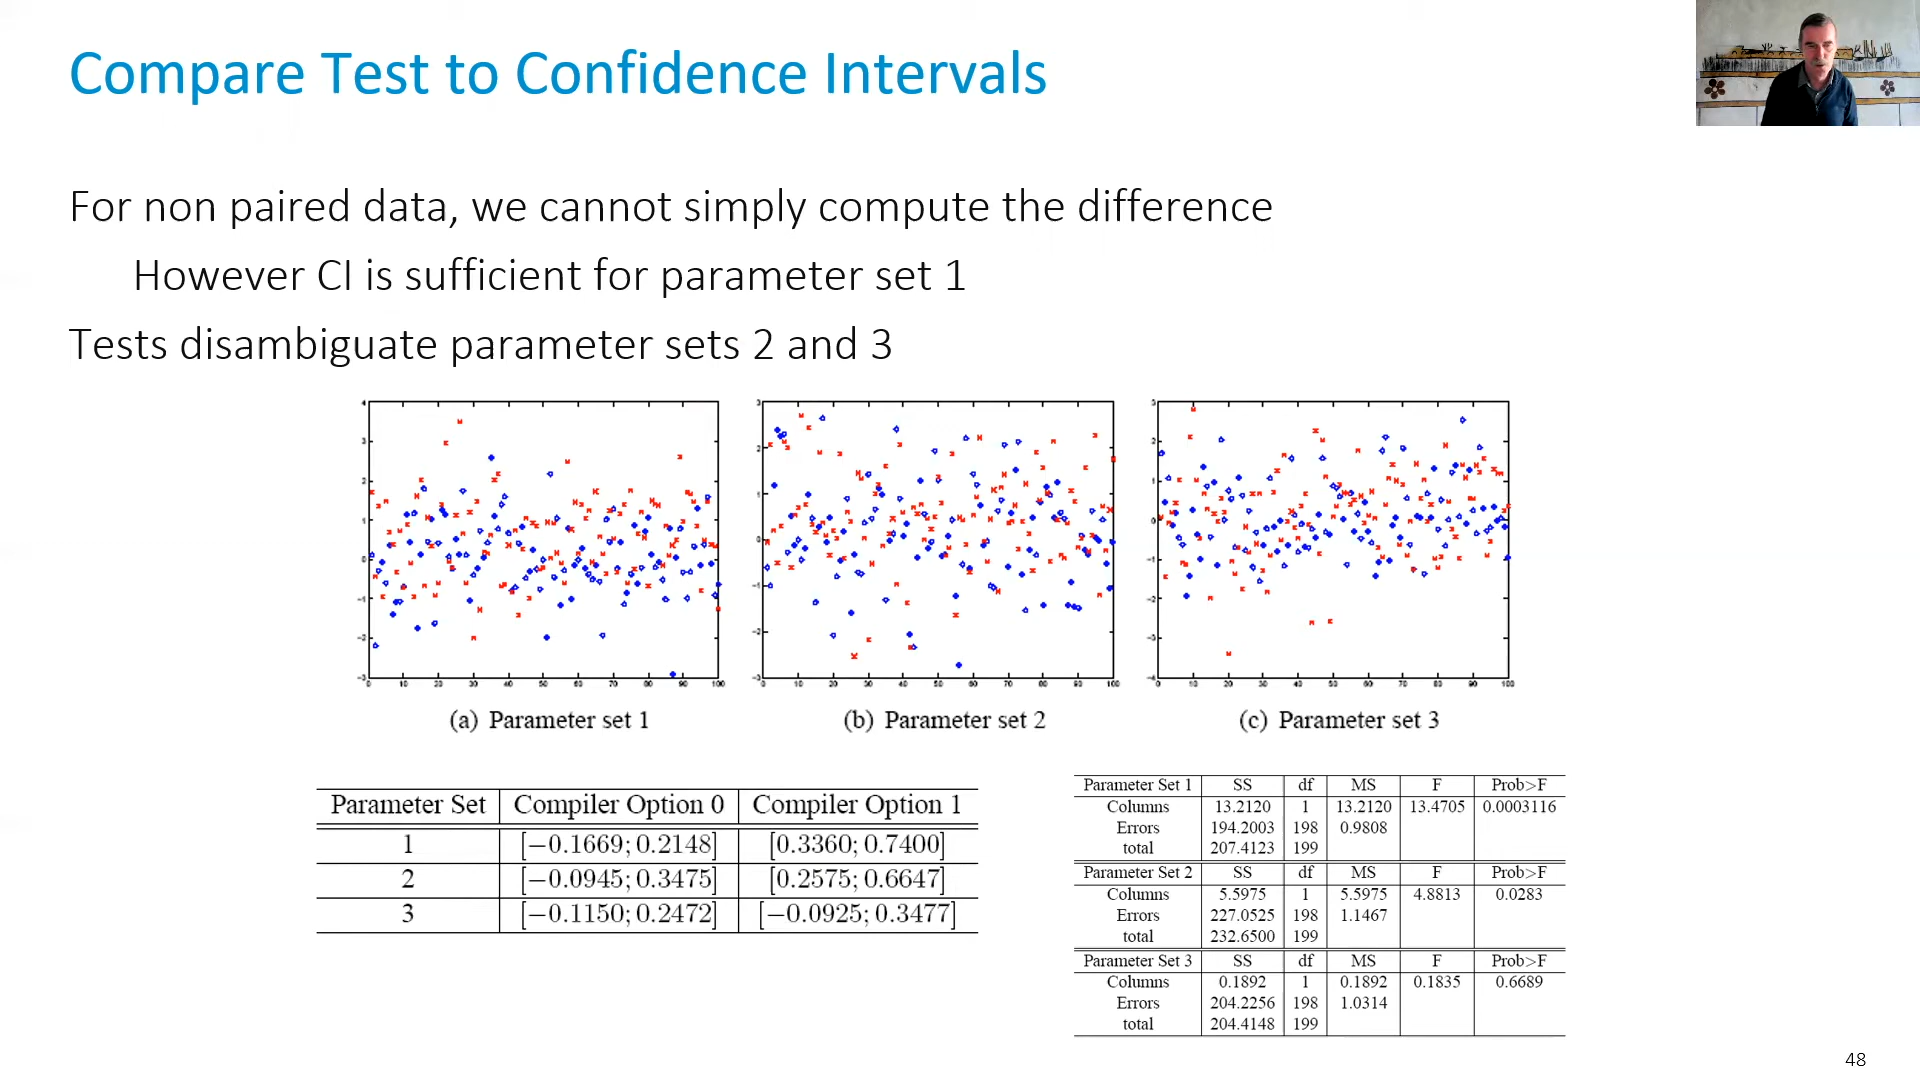 Compare Test to Confidence Intervals
For non paired data, we cannot simply compute the difference
However CI is sufficient for parameter set 1
Tests disambiguate parameter sets 2 and 3
(a) Parameter set 1
(b) Parameter set 2
(c) Parameter set 3
Parameter Set Compiler Option 0 Compiler Option 1
1 [−0.1669; 0.2148] [0.3360; 0.7400]
2 [−0.0945; 0.3475] [0.2575; 0.6647]
3 [−0.1150; 0.2472] [−0.0925; 0.3477]
Parameter Set 1 SS df MS F Prob>F
Columns 13.2120 1 13.2120 13.4705 0.0003116
Errors 194.2003 198 0.9808
total 207.4123 199
Parameter Set 2 SS df MS F Prob>F
Columns 5.5975 1 5.5975 4.8813 0.0283
Errors 227.0525 198 1.1467
total 232.6500 199
Parameter Set 3 SS df MS F Prob>F
Columns 0.1892 1 0.1892 0.1835 0.6689
Errors 204.2256 198 1.0314
total 204.4148 199
48